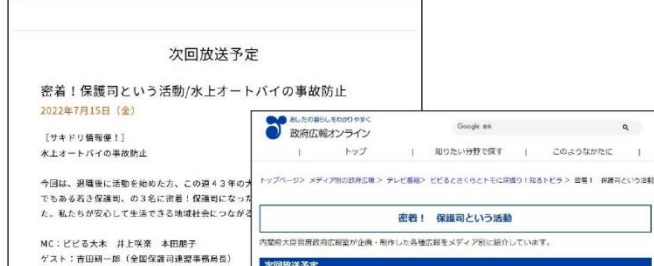 次回放送予定
密着！保護司という活動/水上オートバイの事故防止
2022年7月15日（金）
［サキドリ情報便！］
水上オートバイの事故防止
今回は、退職後に活動を始めた方、この道４３年の大
でもある若き保護司、の３名に密着！保護司になった
た。私たちが安心して生活できる地域社会につながる
MC：ビビる大木　井上咲楽　本田朋子
ゲスト：吉田研一郎（全国保護司連盟事務局長）
あしたの暮らしをわかりやすく
政府広報オンライン
Google
| トップ | 知りたい分野で探す | このようなかたに |
トップページ> メディア別の政府広報 > テレビ番組> ビビるとさくらとトモに深掘り！知るトビラ > 密着！ 保護司という活動
密着！　保護司という活動
内閣府大臣官房政府広報室が企画・制作した各種広報をメディア別に紹介しています。
次回放送予定